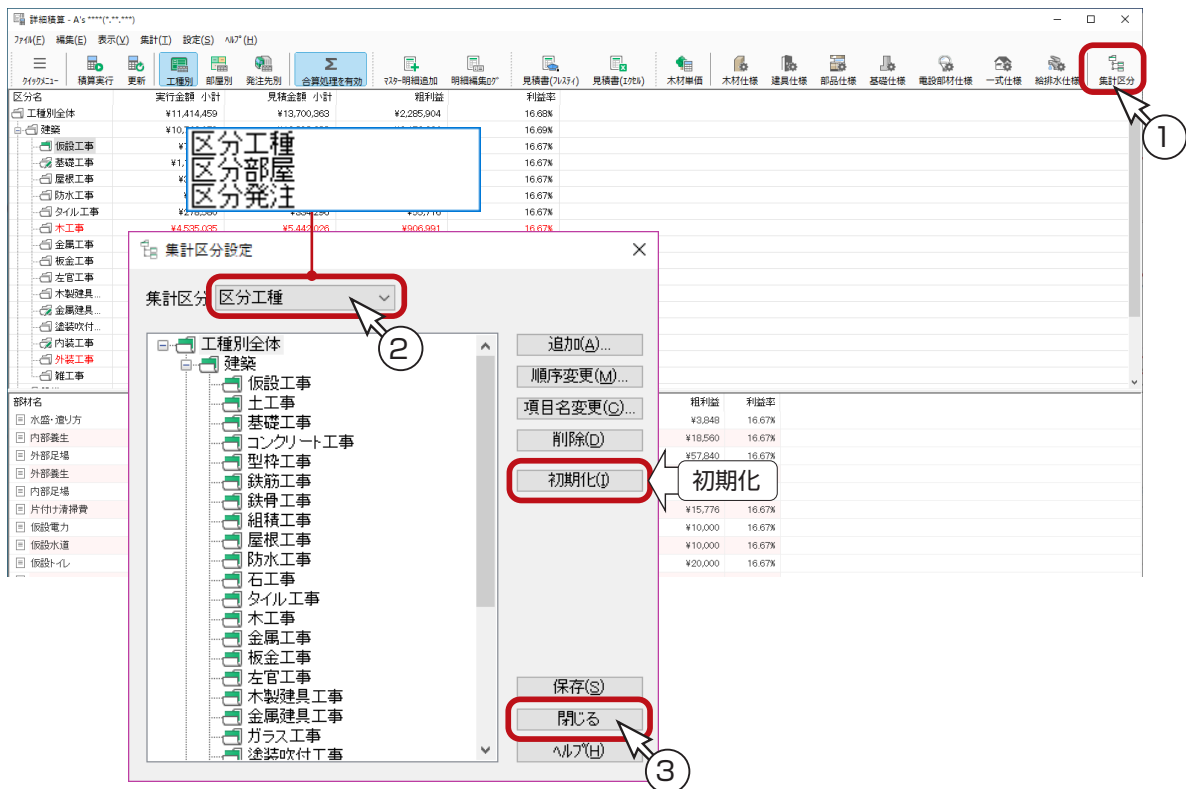 詳細積算 - A's ****(*.**.***)
ファイル(F) 編集(E) 表示(V) 集計(T) 設定(S) ヘルプ(H)
クイックメニュー 積算実行 更新 工種別 部屋別 発注先別 合算処理を有効 マスター明細追加 明細編集ログ 見積書(プレスティ) 見積書(エクセル) 木材単価 木材仕様 建具仕様 部品仕様 基礎仕様 電設部材仕様 一式仕様 給排水仕様 集計区分
区分名 実行金額 小計 見積金額 小計 粗利益 利益率
工種別全体 ¥11,414,459 ¥13,700,363 ¥2,285,904 16.68%
建築 ¥10, 16.69%
仮設工事 16.67%
基礎工事 ¥1, 16.67%
屋根工事 16.67%
防水工事 16.67%
タイル工事 ¥278,580 ¥334,296 ¥55,716 16.67%
木工事 ¥4,535,035 ¥5,442,026 ¥906,991 16.67%
金属工事
板金工事
左官工事
木製建具...
金属建具...
塗装吹付...
内装工事
外装工事
雑工事
区分工種
区分部屋
区分発注
①
集計区分設定
集計区分 区分工種
②
工種別全体
建築
仮設工事
土工事
基礎工事
コンクリート工事
型枠工事
鉄筋工事
鉄骨工事
組積工事
屋根工事
防水工事
石工事
タイル工事
木工事
金属工事
板金工事
左官工事
木製建具工事
金属建具工事
ガラス工事
塗装吹付工事
追加(A)...
順序変更(M)...
項目名変更(C)...
削除(D)
初期化(I)
初期化
保存(S)
閉じる
ヘルプ(H)
③
部材名 粗利益 利益率
水盛・遣り方 ¥3,848 16.67%
内部養生 ¥18,560 16.67%
外部足場 ¥57,840 16.67%
外部養生
内部足場
片付け清掃費 ¥15,776 16.67%
仮設電力 ¥10,000 16.67%
仮設水道 ¥10,000 16.67%
仮設トイレ ¥20,000 16.67%